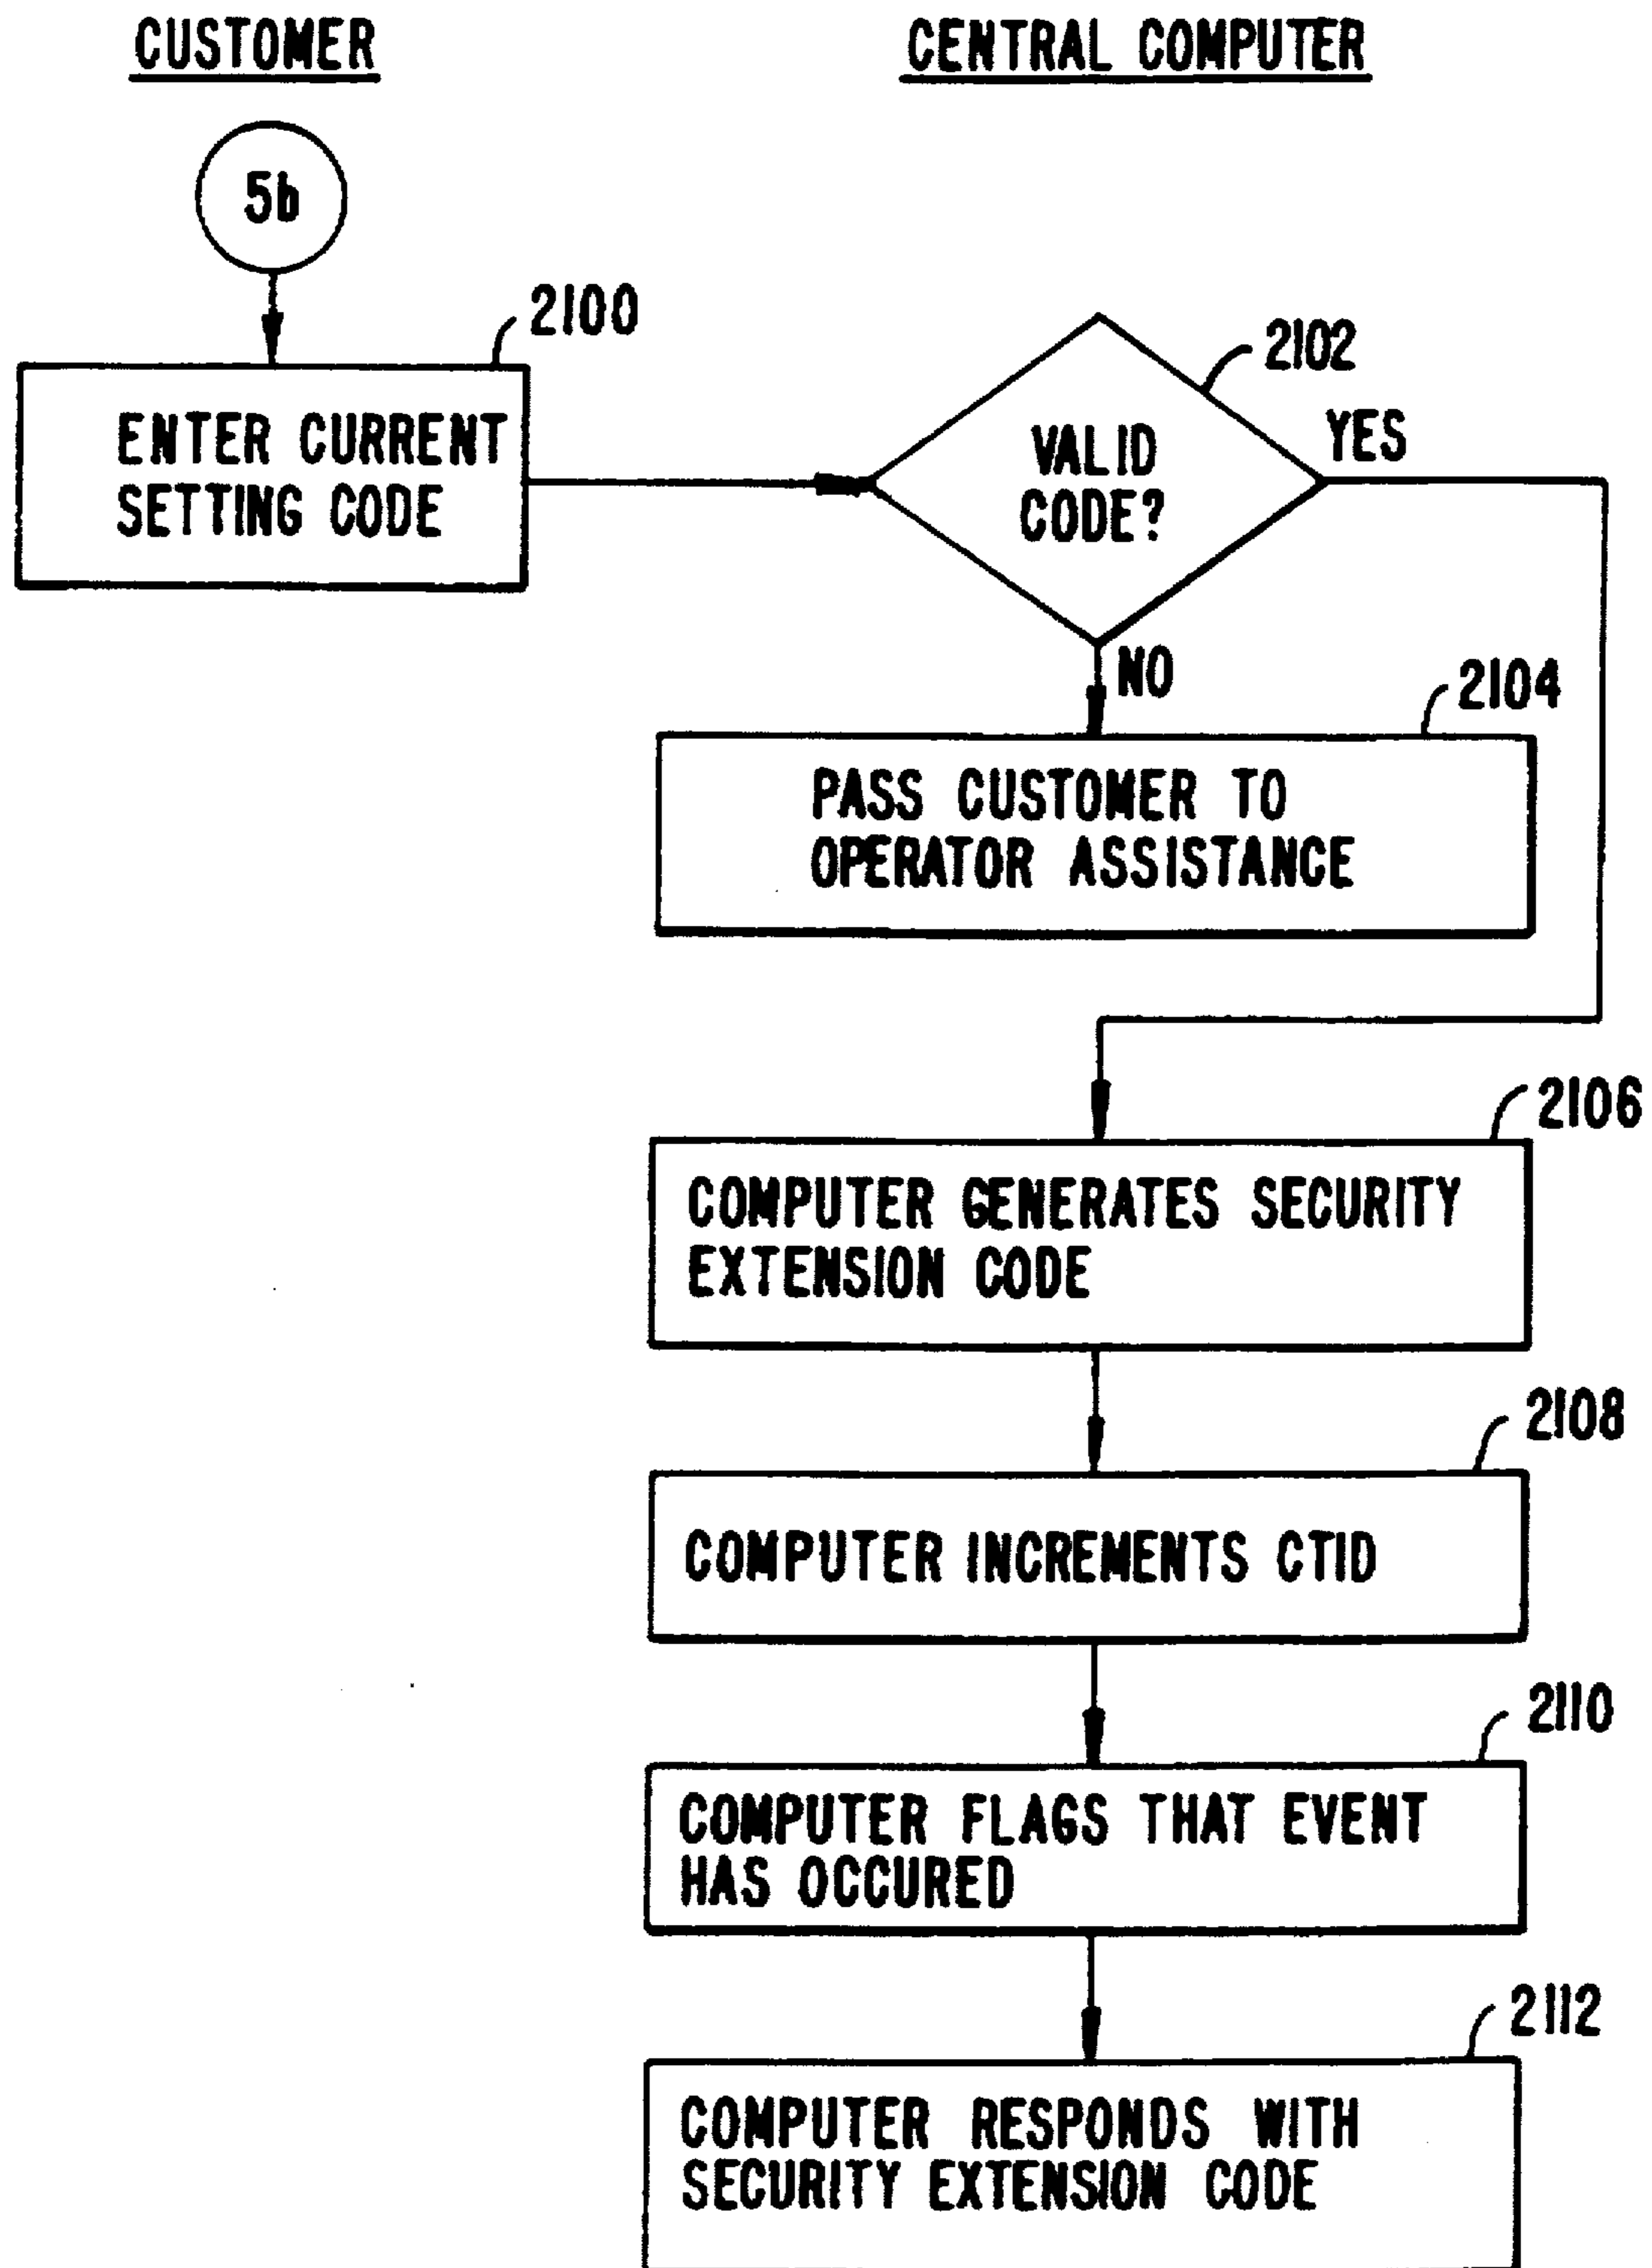 CUSTOMER
CENTRAL COMPUTER
5b
2100
ENTER CURRENT
SETTING CODE
2102
VALID
CODE?
YES
NO
2104
PASS CUSTOMER TO
OPERATOR ASSISTANCE
2106
COMPUTER GENERATES SECURITY
EXTENSION CODE
2108
COMPUTER INCREMENTS CTID
2110
COMPUTER FLAGS THAT EVENT
HAS OCCURED
2112
COMPUTER RESPONDS WITH
SECURITY EXTENSION CODE